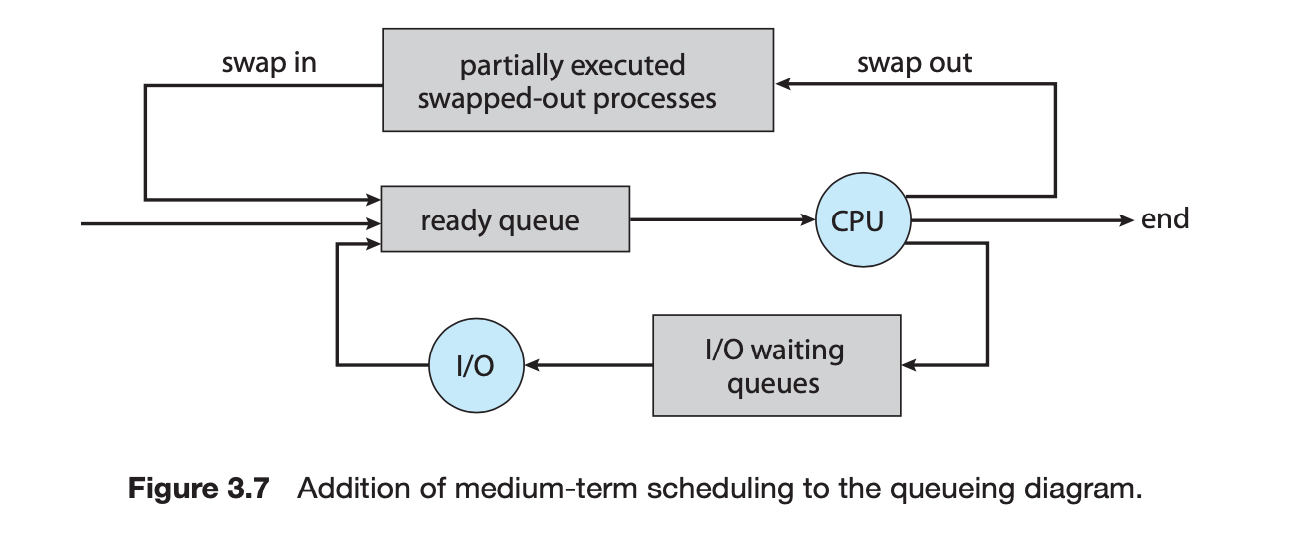 swap in
partially executed
swapped-out processes
swap out
ready queue
CPU
end
I/O
I/O waiting
queues
Figure 3.7 Addition of medium-term scheduling to the queueing diagram.